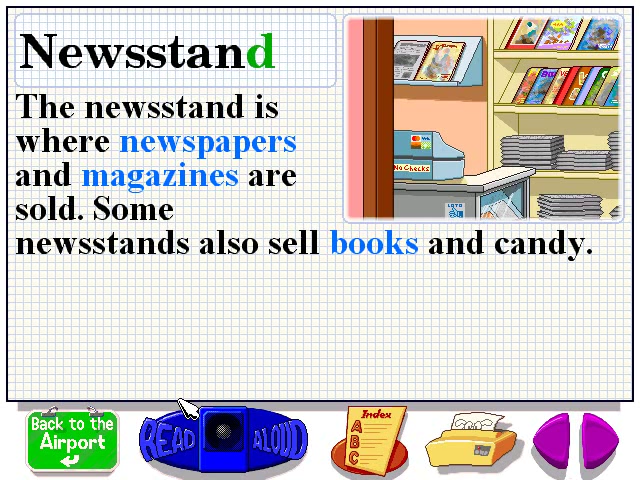 Newsstand
The newsstand is
where newspapers
and magazines are
sold. Some
newsstands also sell books and candy.
No Checks
LOTO
Back to the
Airport
READ ALOUD
Index
A
B
C